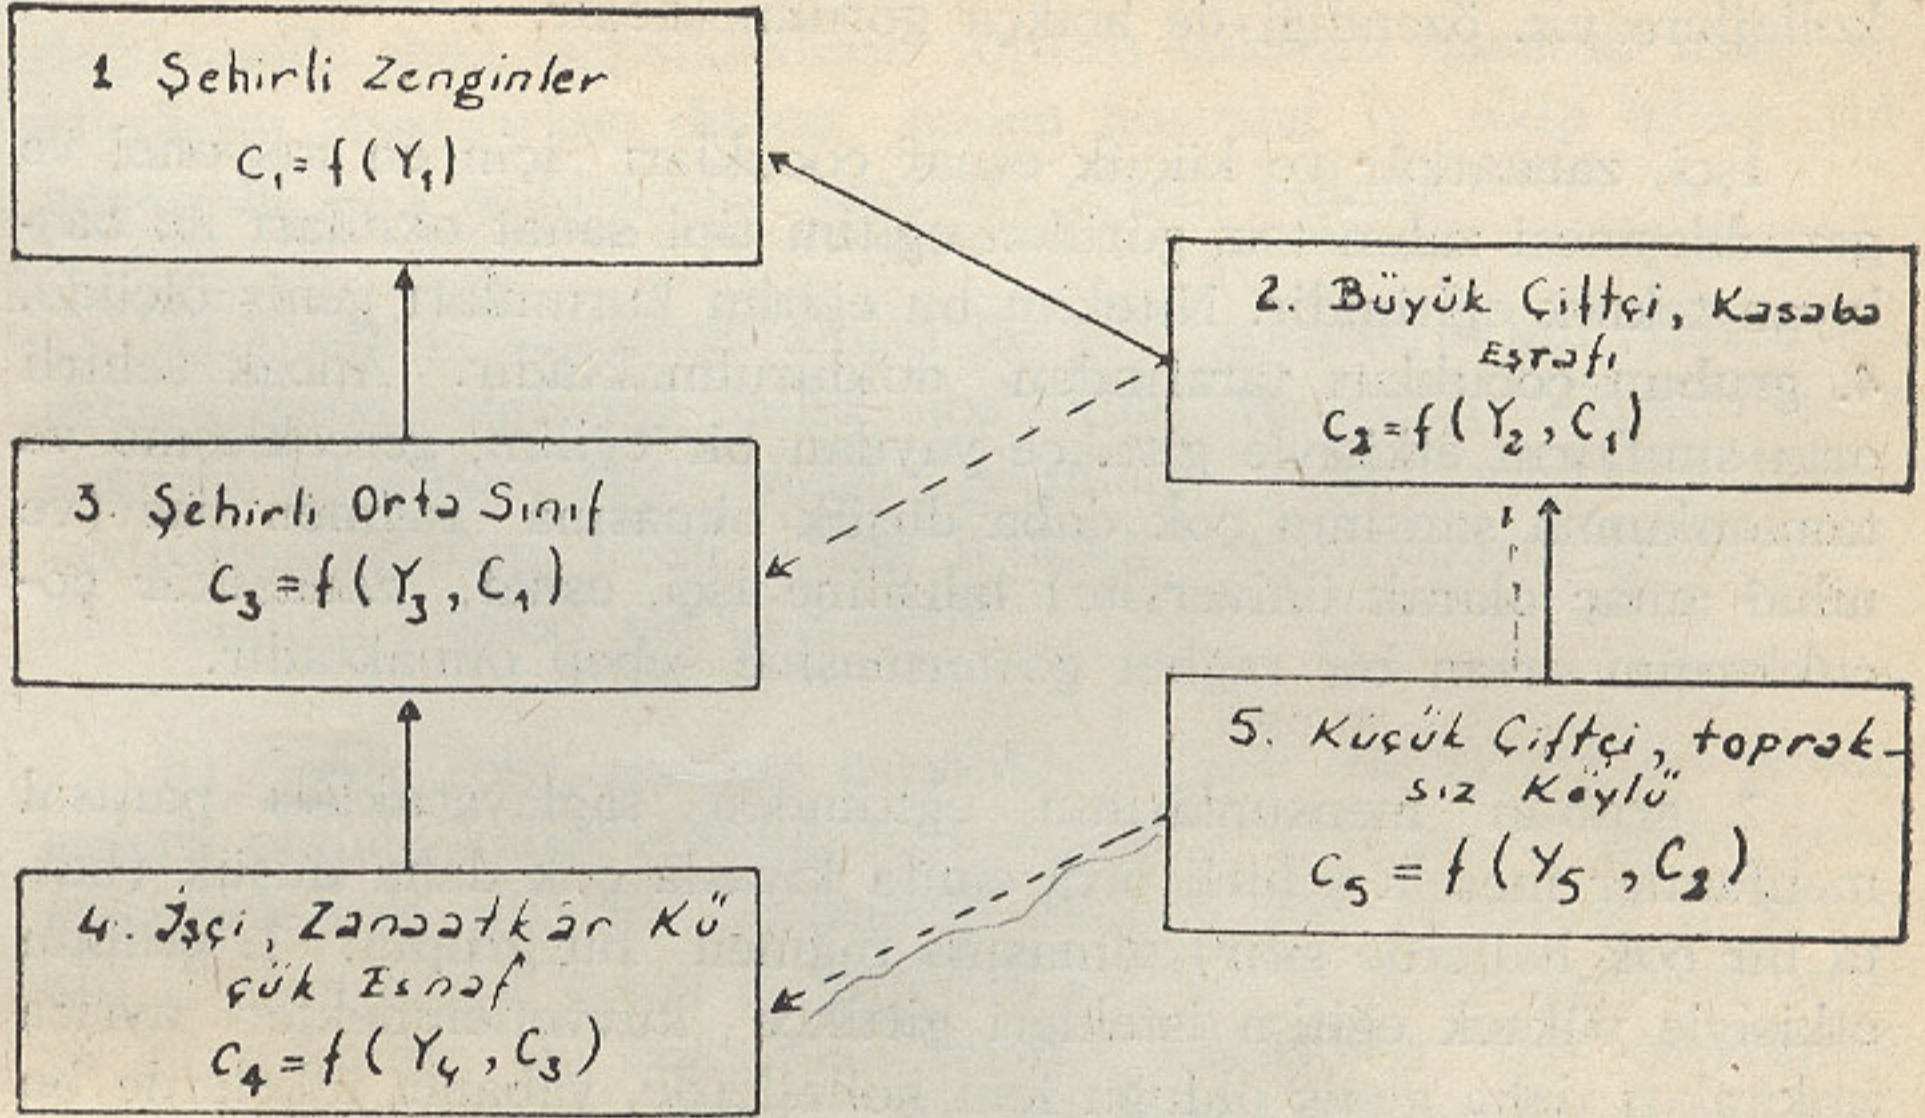 1 Şehirli Zenginler
C₁ = f ( Y₁ )
2. Büyük Çiftçi, Kasaba
Eşrafı
C₂ = f ( Y₂ , C₁ )
3. Şehirli Orta Sınıf
C₃ = f ( Y₃ , C₁ )
5. Küçük Çiftçi, toprak-
sız Köylü
C₅ = f ( Y₅ , C₂ )
4. İşçi, Zanaatkâr Kü
çük Esnaf
C₄ = f ( Y₄ , C₃ )